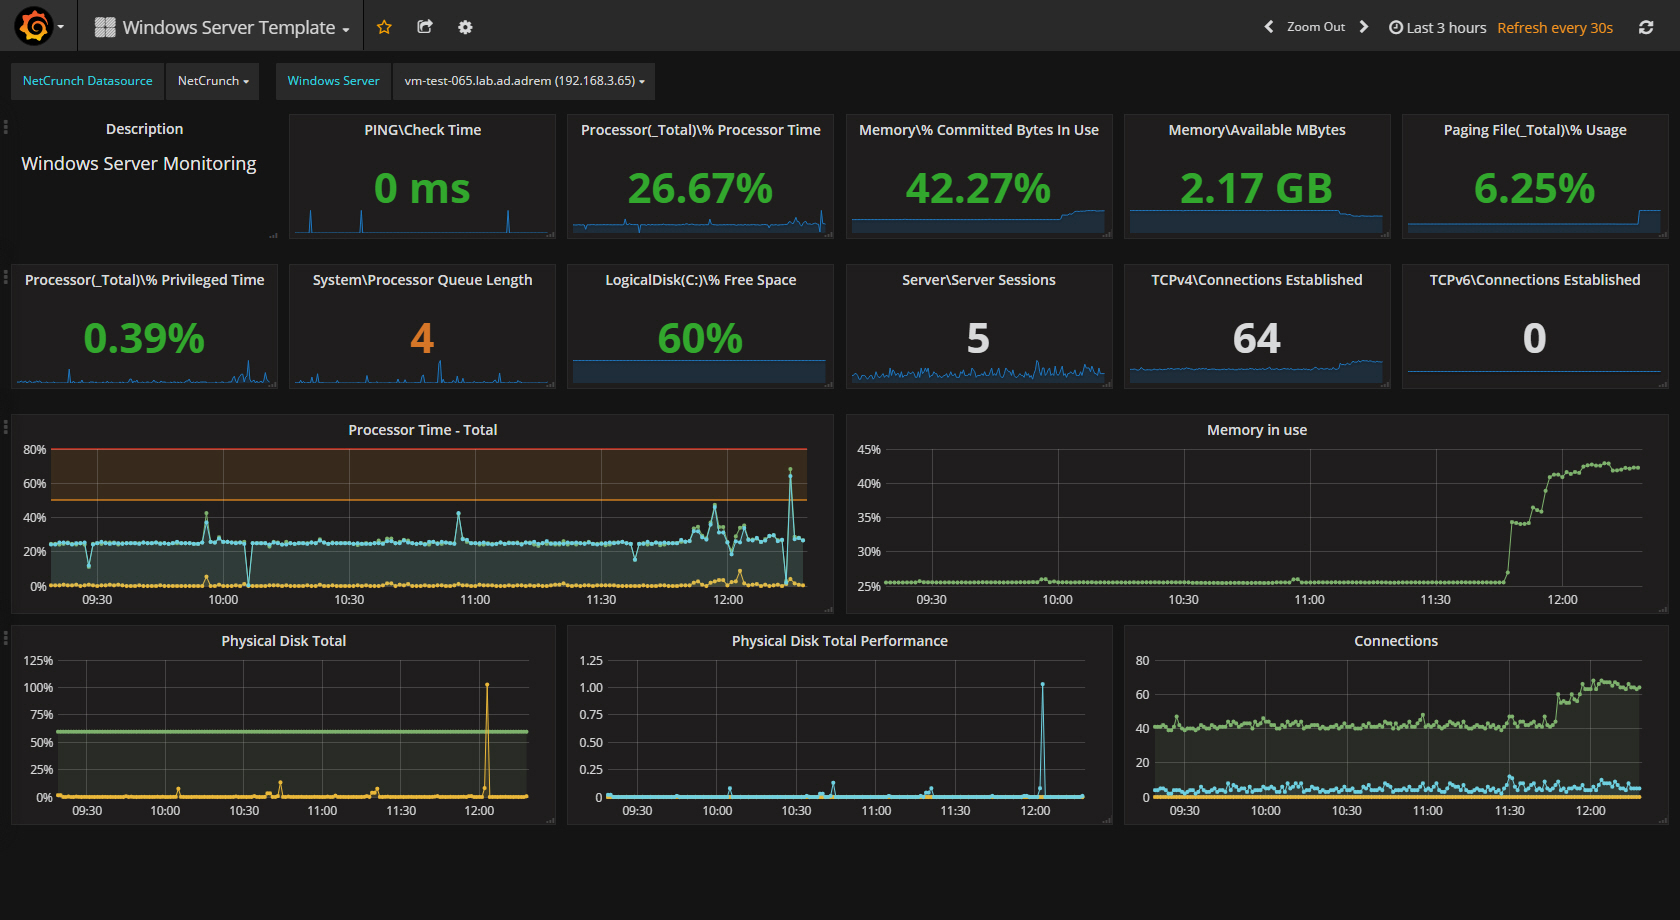 Windows Server Template
Zoom Out
Last 3 hours
Refresh every 30s
NetCrunch Datasource
NetCrunch
Windows Server
vm-test-065.lab.ad.adrem (192.168.3.65)
Description
Windows Server Monitoring
PING\Check Time
0 ms
Processor(_Total)\% Processor Time
26.67%
Memory\% Committed Bytes In Use
42.27%
Memory\Available MBytes
2.17 GB
Paging File(_Total)\% Usage
6.25%
Processor(_Total)\% Privileged Time
0.39%
System\Processor Queue Length
4
LogicalDisk(C:)\% Free Space
60%
Server\Server Sessions
5
TCPv4\Connections Established
64
TCPv6\Connections Established
0
Processor Time - Total
80%
60%
40%
20%
0%
09:30 10:00 10:30 11:00 11:30 12:00
Memory in use
45%
40%
35%
30%
25%
09:30 10:00 10:30 11:00 11:30 12:00
Physical Disk Total
125%
100%
75%
50%
25%
0%
09:30 10:00 10:30 11:00 11:30 12:00
Physical Disk Total Performance
1.25
1.00
0.75
0.50
0.25
0
09:30 10:00 10:30 11:00 11:30 12:00
Connections
80
60
40
20
0
09:30 10:00 10:30 11:00 11:30 12:00